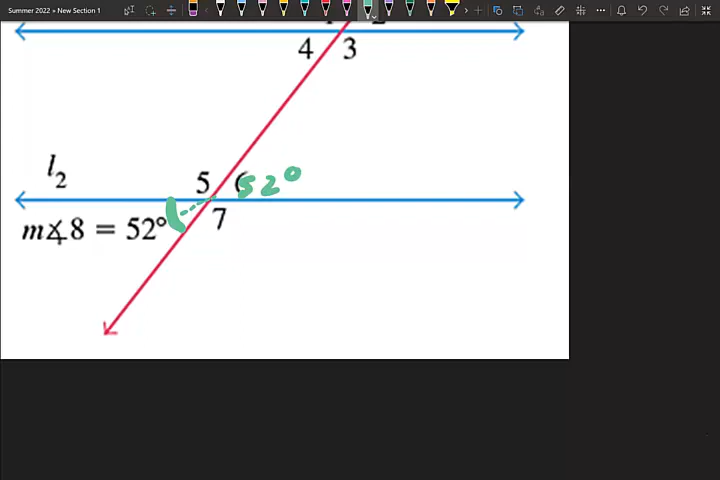 Summer 2022 » New Section 1
4 3
l₂
5 6 52°
m∡8 = 52° 7